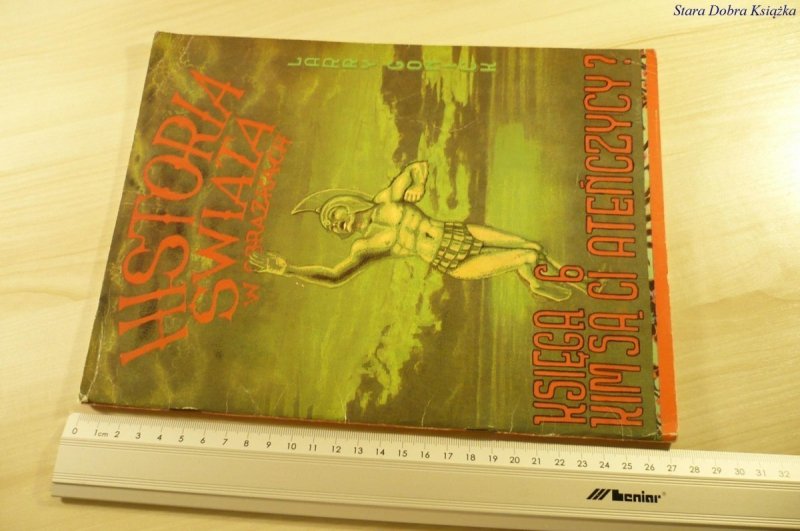 Stara Dobra Książka
LARRY GONICK
HISTORIA
ŚWIATA
W OBRAZKACH
KSIĘGA 6
KIM SĄ CI ATEŃCZYCY?
0 1cm 2 3 4 5 6 7 8 9 10 11 12 13 14 15 16 17 18 19 20 21 22 23 24 25 26 27 28 29 30 31 32
Leniar